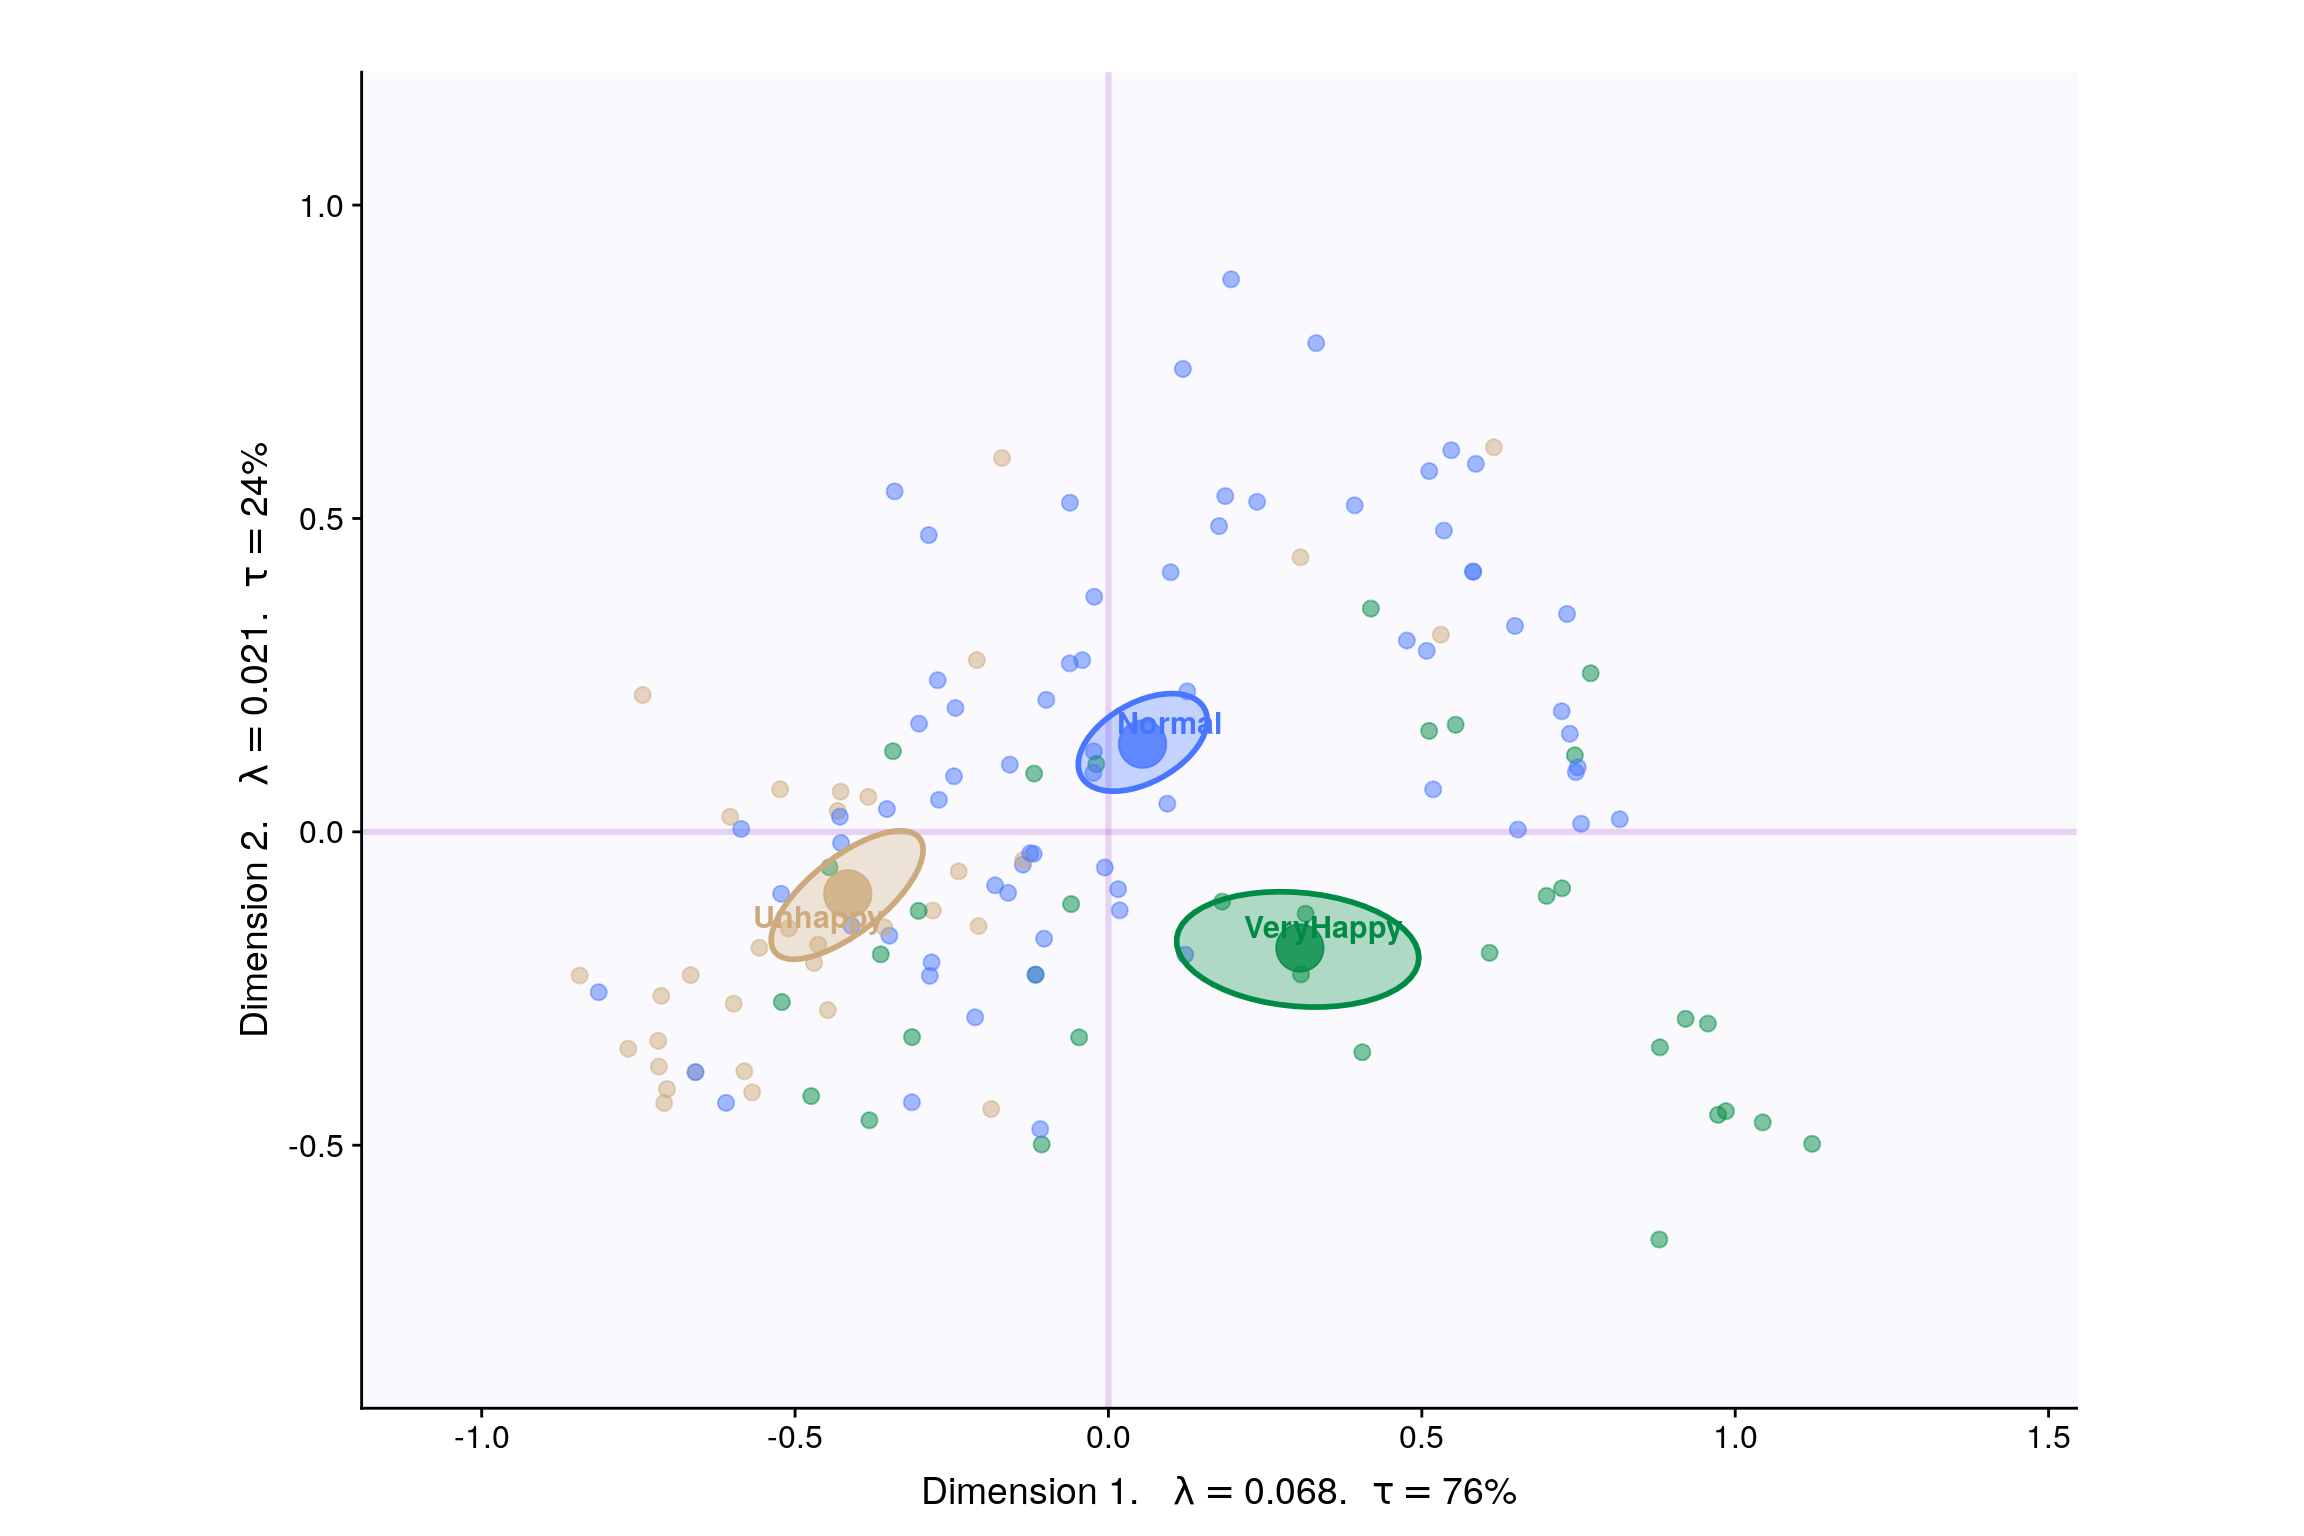 1.0
0.5
0.0
-0.5
Dimension 2.   λ = 0.021.   τ = 24%
Normal
Unhappy
VeryHappy
-1.0 -0.5 0.0 0.5 1.0 1.5
Dimension 1.   λ = 0.068.   τ = 76%